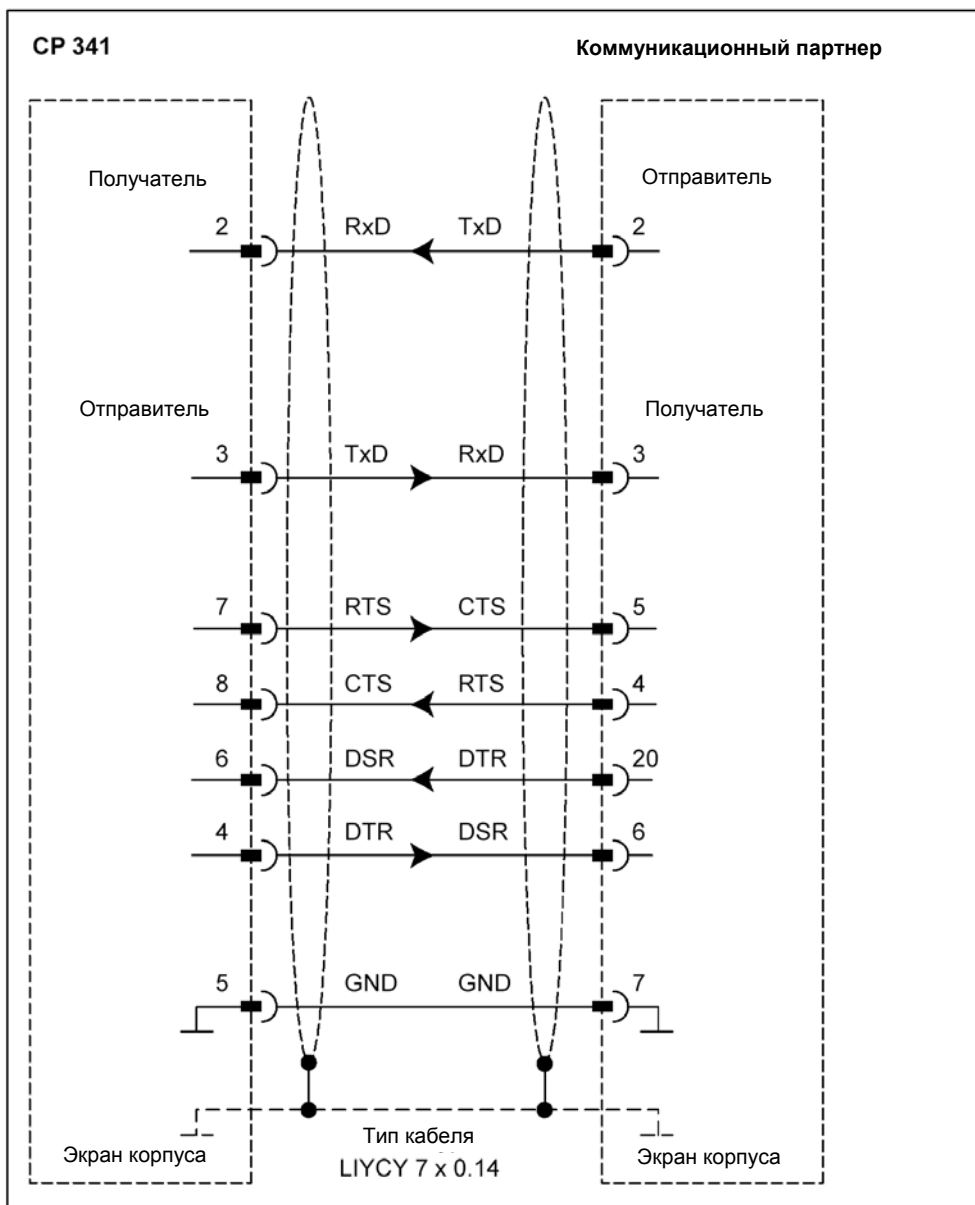 CP 341 Коммуникационный партнер
Получатель Отправитель
2 RxD TxD 2
Отправитель Получатель
3 TxD RxD 3
7 RTS CTS 5
8 CTS RTS 4
6 DSR DTR 20
4 DTR DSR 6
5 GND GND 7
Экран корпуса Тип кабеля Экран корпуса
LIYCY 7 x 0.14